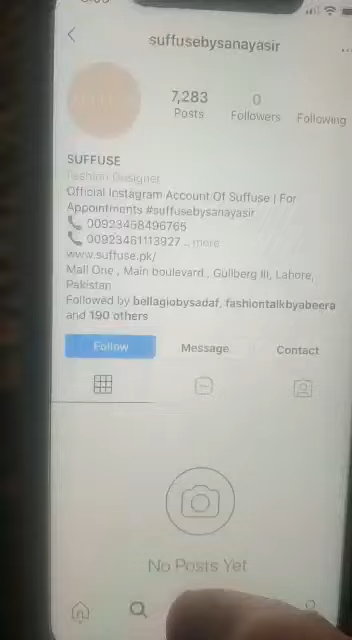 suffusebysanayasir
7,283
0
Posts
Followers
Following
SUFFUSE
Fashion Designer
Official Instagram Account Of Suffuse | For
Appointments #suffusebysanayasir
00923458496765
00923461113927 ... more
www.suffuse.pk/
Mall One , Main boulevard , Gullberg III, Lahore,
Pakistan
Followed by bellagiobysadaf, fashiontalkbyabeera
and 190 others
Follow
Message
Contact
No Posts Yet